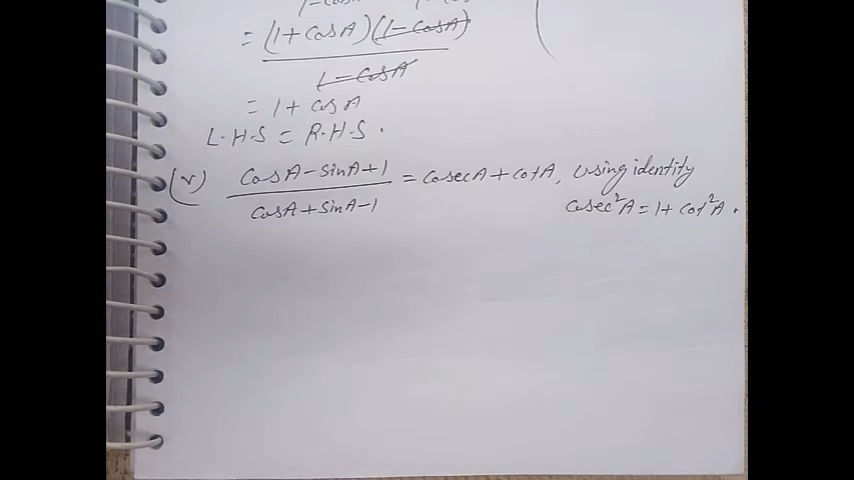 = (1+cosA)(1-cosA)
1-cosA
= 1+cosA
L.H.S = R.H.S.
(v) cosA-sinA+1 = cosecA+cotA, using identity
cosA+sinA-1 cosec²A=1+cot²A.